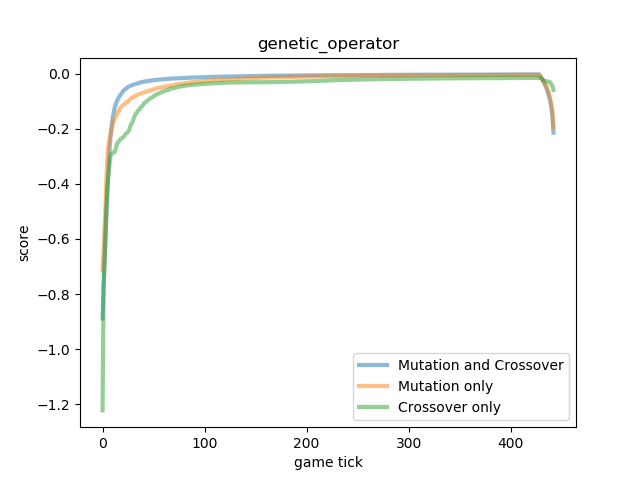 genetic_operator
0.0
−0.2
−0.4
−0.6
−0.8
−1.0
−1.2
score
0 100 200 300 400
game tick
Mutation and Crossover
Mutation only
Crossover only